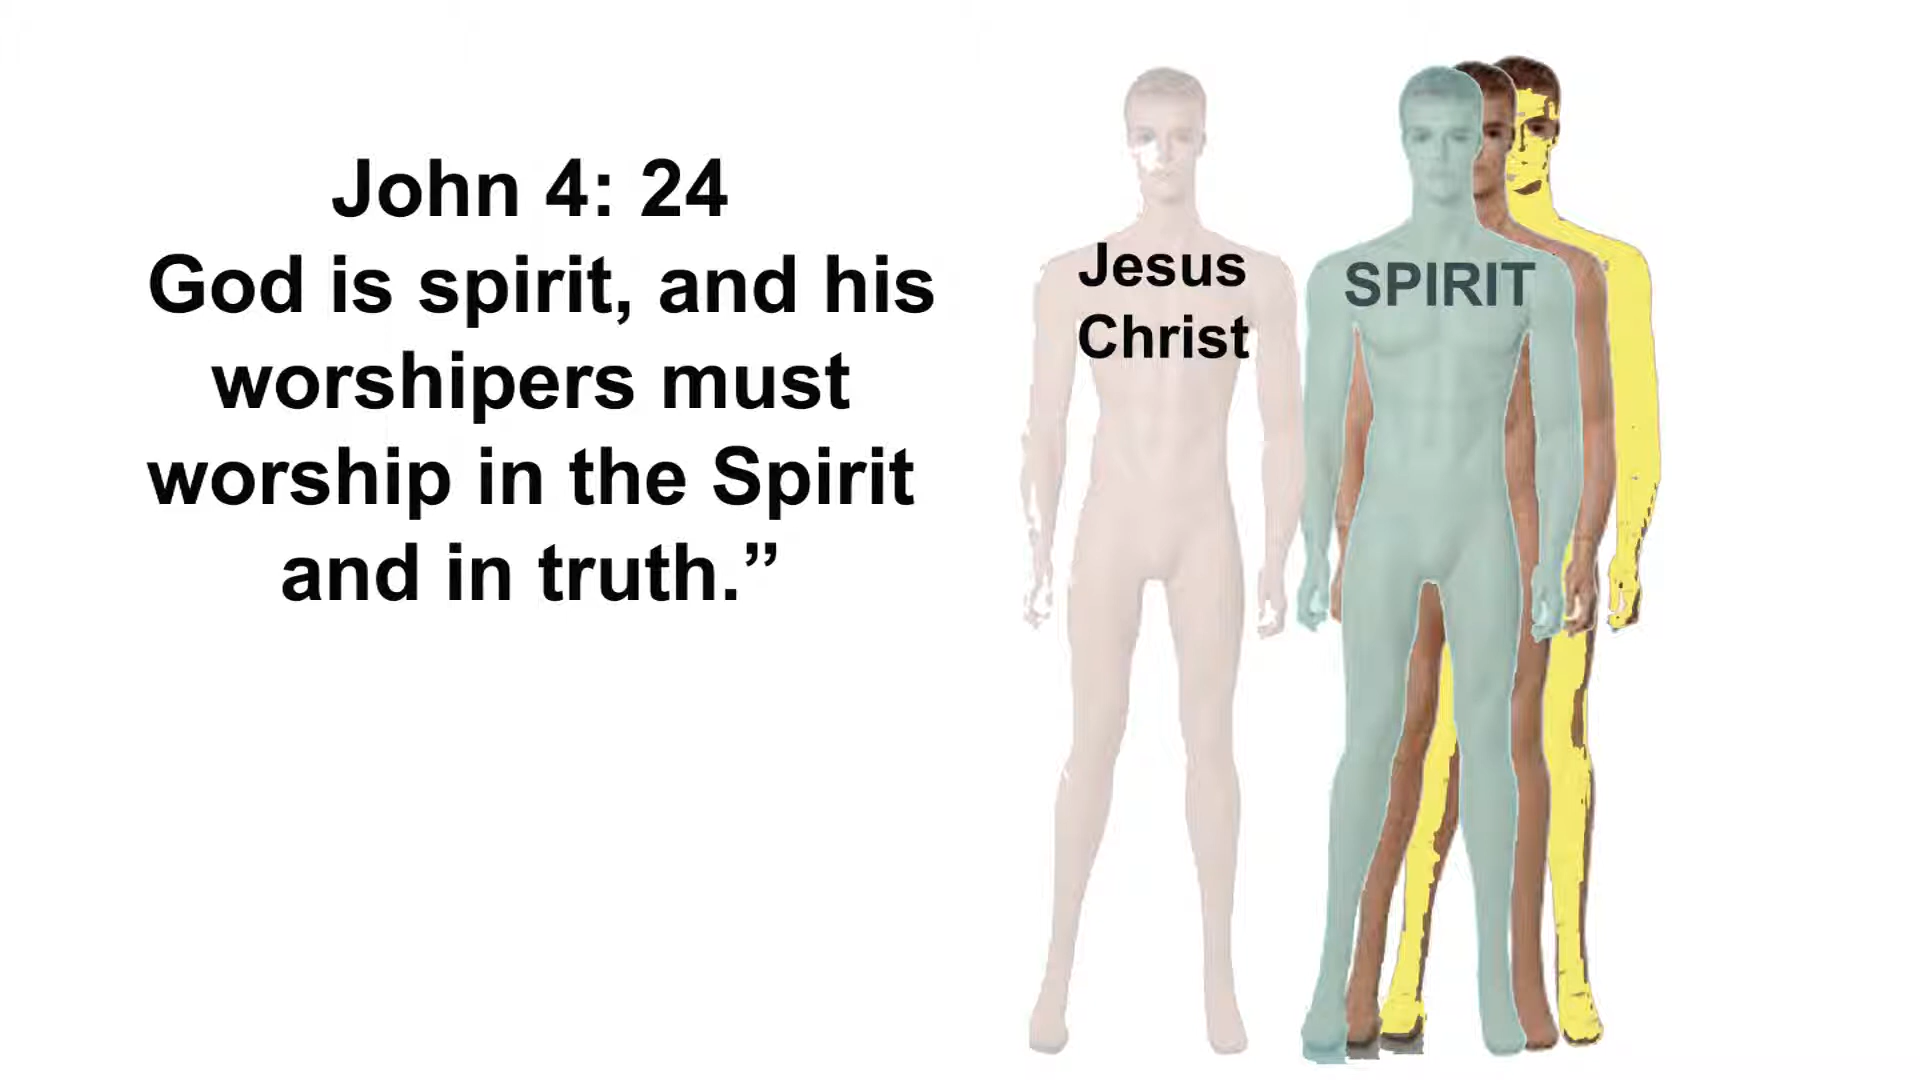 John 4: 24
God is spirit, and his
worshipers must
worship in the Spirit
and in truth.”
Jesus
Christ
SPIRIT